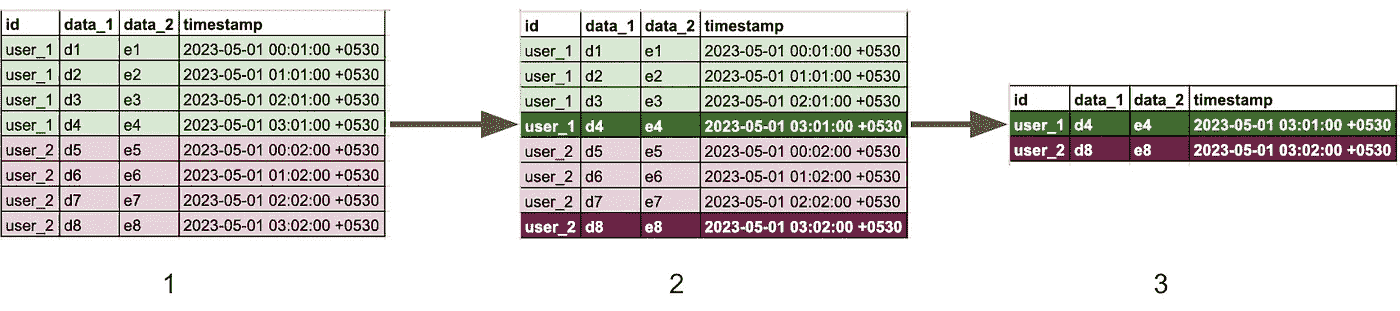 id data_1 data_2 timestamp
user_1 d1 e1 2023-05-01 00:01:00 +0530
user_1 d2 e2 2023-05-01 01:01:00 +0530
user_1 d3 e3 2023-05-01 02:01:00 +0530
user_1 d4 e4 2023-05-01 03:01:00 +0530
user_2 d5 e5 2023-05-01 00:02:00 +0530
user_2 d6 e6 2023-05-01 01:02:00 +0530
user_2 d7 e7 2023-05-01 02:02:00 +0530
user_2 d8 e8 2023-05-01 03:02:00 +0530
1
id data_1 data_2 timestamp
user_1 d1 e1 2023-05-01 00:01:00 +0530
user_1 d2 e2 2023-05-01 01:01:00 +0530
user_1 d3 e3 2023-05-01 02:01:00 +0530
user_1 d4 e4 2023-05-01 03:01:00 +0530
user_2 d5 e5 2023-05-01 00:02:00 +0530
user_2 d6 e6 2023-05-01 01:02:00 +0530
user_2 d7 e7 2023-05-01 02:02:00 +0530
user_2 d8 e8 2023-05-01 03:02:00 +0530
2
id data_1 data_2 timestamp
user_1 d4 e4 2023-05-01 03:01:00 +0530
user_2 d8 e8 2023-05-01 03:02:00 +0530
3